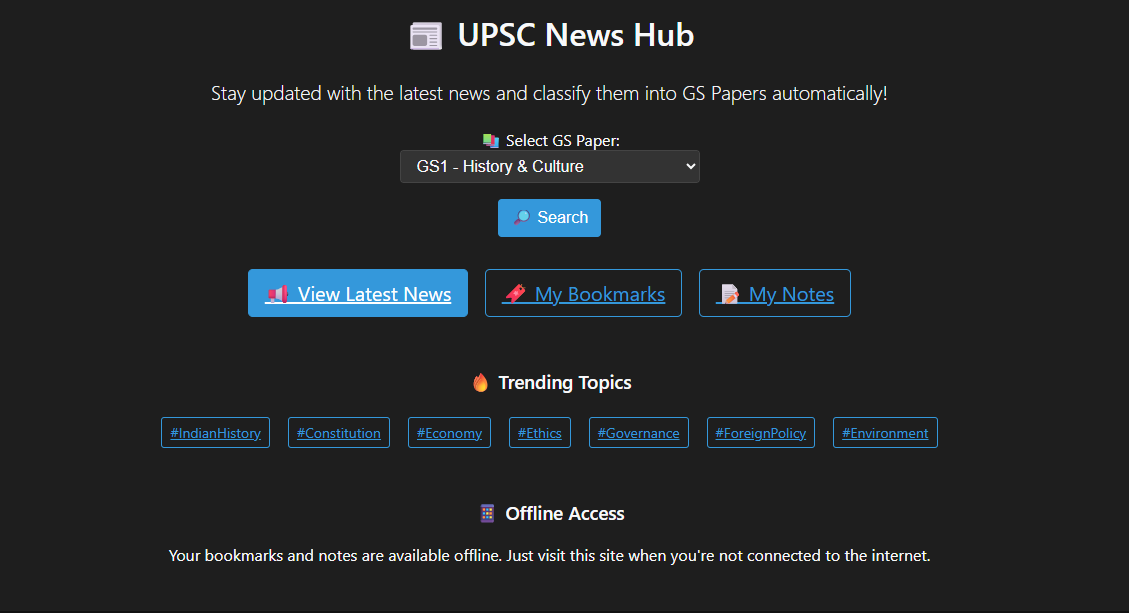 UPSC News Hub
Stay updated with the latest news and classify them into GS Papers automatically!
Select GS Paper:
GS1 - History & Culture
Search
View Latest News My Bookmarks My Notes
Trending Topics
#IndianHistory #Constitution #Economy #Ethics #Governance #ForeignPolicy #Environment
Offline Access
Your bookmarks and notes are available offline. Just visit this site when you're not connected to the internet.